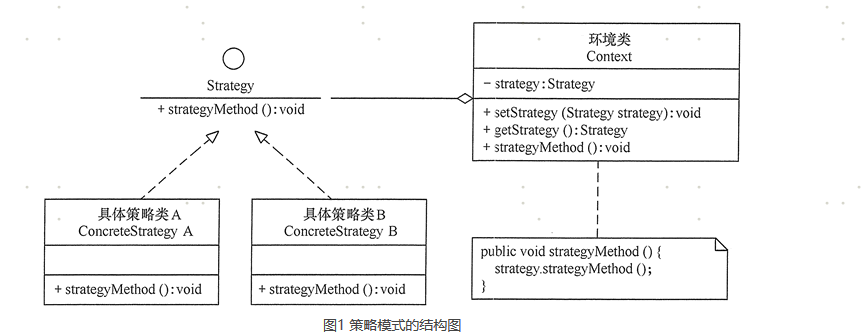 Strategy
+ strategyMethod ():void
环境类
Context
- strategy:Strategy
+ setStrategy (Strategy strategy):void
+ getStrategy ():Strategy
+ strategyMethod ():void
具体策略类A
ConcreteStrategy A
+ strategyMethod ():void
具体策略类B
ConcreteStrategy B
+ strategyMethod ():void
public void strategyMethod () {
strategy.strategyMethod ();
}
图1 策略模式的结构图